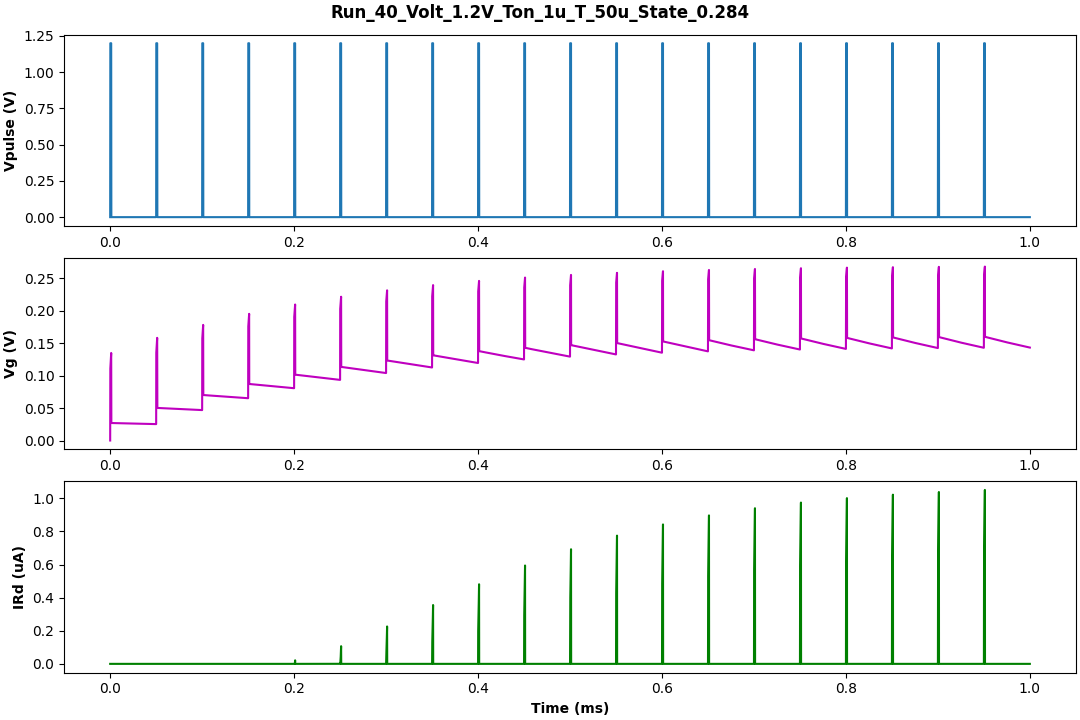 Run_40_Volt_1.2V_Ton_1u_T_50u_State_0.284
1.25
1.00
0.75
0.50
0.25
0.00
Vpulse (V)
0.0 0.2 0.4 0.6 0.8 1.0
0.25
0.20
0.15
0.10
0.05
0.00
Vg (V)
0.0 0.2 0.4 0.6 0.8 1.0
1.0
0.8
0.6
0.4
0.2
0.0
IRd (uA)
0.0 0.2 0.4 0.6 0.8 1.0
Time (ms)